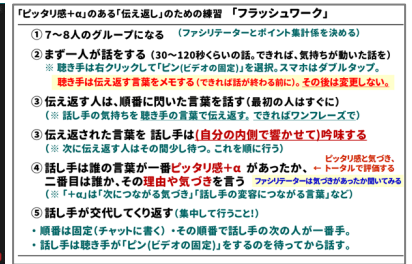 「ピッタリ感+α」のある「伝え返し」のための練習 「フラッシュワーク」
① 7～8人のグループになる (ファシリテーターとポイント集計係を決める)
② まず一人が話をする (30～120秒くらいの話。できれば、気持ちが動いた話を)
※ 聴き手は右クリックして「ピン(ビデオの固定)」を選択。スマホはダブルタップ。
聴き手は伝え返す言葉をメモする(できれば話が終わる前に)。その後は変更しない。
③ 伝え返す人は、順番に閃いた言葉を話す(最初の人はすぐに)
(※ 話し手の気持ちを聴き手の言葉で伝え返す。できればワンフレーズで)
③ 伝え返された言葉を 話し手は(自分の内側で響かせて)吟味する
(※ 次に伝え返す人はその間少し待つ。これを順に行う)
④ 話し手は誰の言葉が一番ピッタリ感+α があったか、
二番目は誰か、その理由や気づきを言う
ピッタリ感と気づき、
← トータルで評価する
ファシリテーターは気づきがあったか聞いてみる
(※「+α」は「次につながる気づき」「話し手の変容につながる言葉」など)
⑤ 話し手が交代してくり返す(集中して行うこと!)
・順番は固定(チャットに書く) ・その順番で話し手の次の人が一番手。
・話し手は聴き手が「ピン(ビデオの固定)」をするのを待ってから話す。